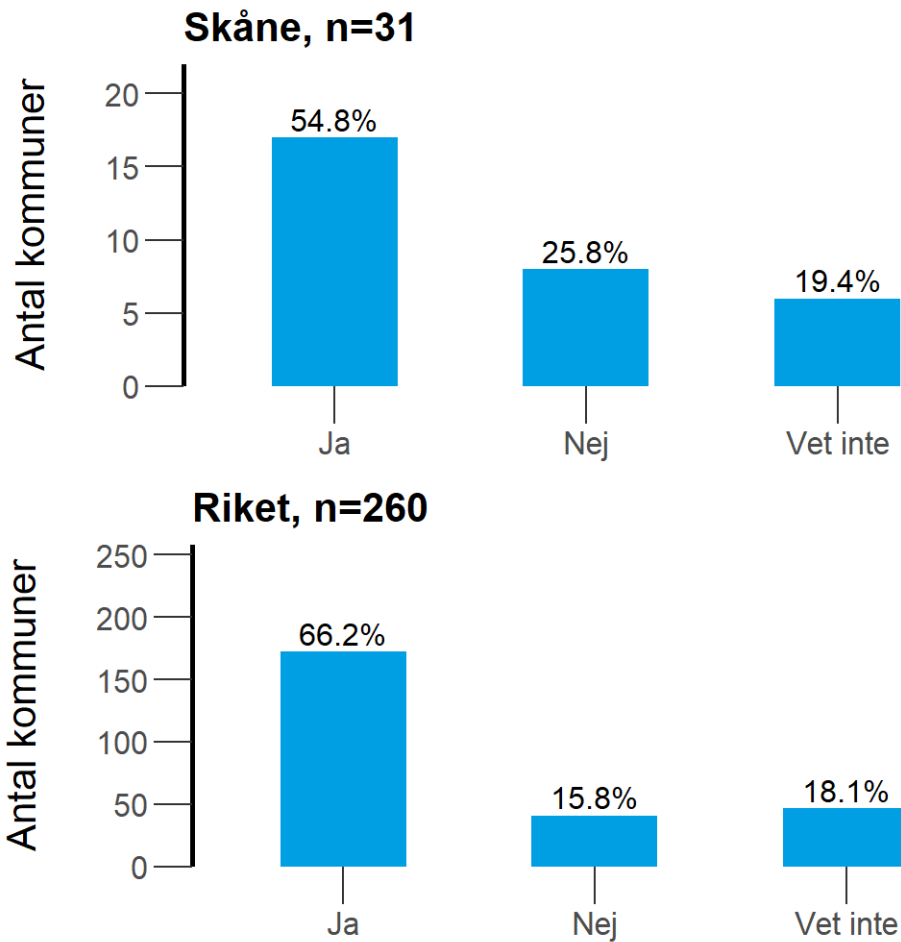 Skåne, n=31
Antal kommuner
20
15
10
5
0
54.8%
25.8%
19.4%
Ja
Nej
Vet inte
Riket, n=260
Antal kommuner
250
200
150
100
50
0
66.2%
15.8%
18.1%
Ja
Nej
Vet inte